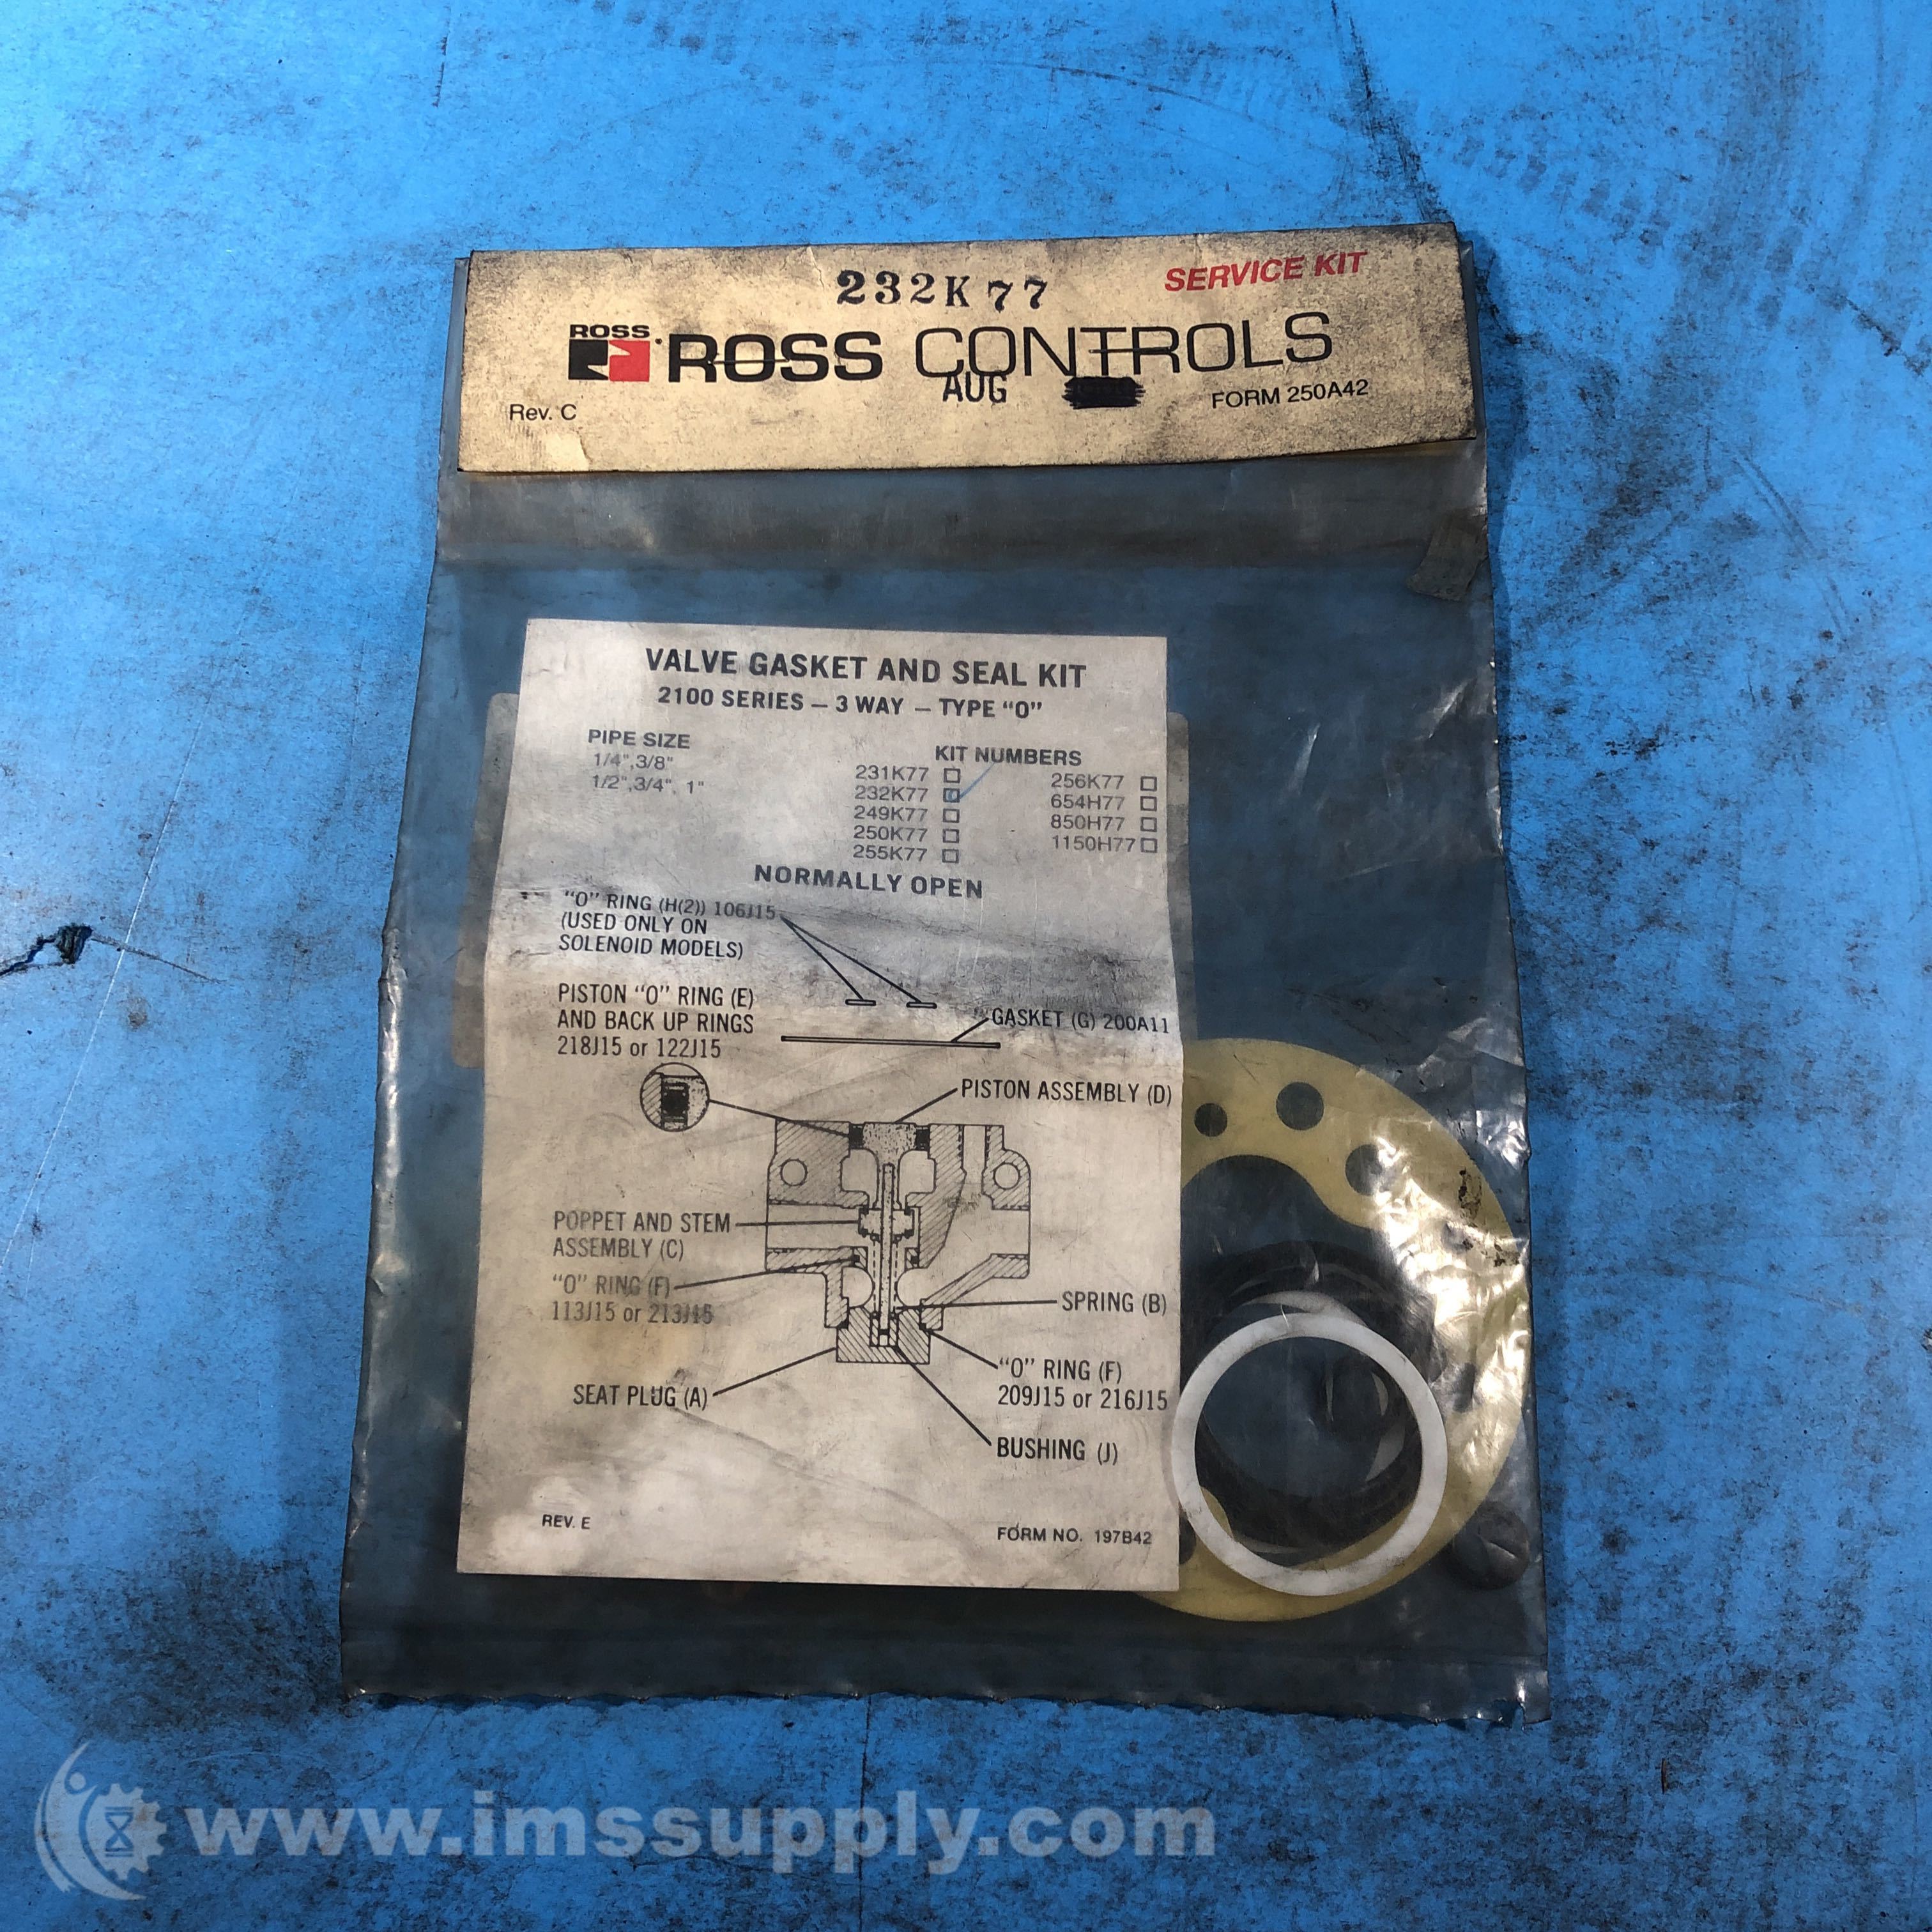 232K77
SERVICE KIT
ROSS
ROSS CONTROLS
AUG
Rev. C
FORM 250A42
VALVE GASKET AND SEAL KIT
2100 SERIES – 3 WAY – TYPE "O"
PIPE SIZE
1/4",3/8"
1/2",3/4", 1"
KIT NUMBERS
231K77
232K77
249K77
250K77
255K77
256K77
654H77
850H77
1150H77
NORMALLY OPEN
"O" RING (H(2)) 106J15
(USED ONLY ON
SOLENOID MODELS)
PISTON "O" RING (E)
AND BACK UP RINGS
218J15 or 122J15
GASKET (G) 200A11
PISTON ASSEMBLY (D)
POPPET AND STEM
ASSEMBLY (C)
"O" RING (F)
113J15 or 213J15
SPRING (B)
"O" RING (F)
209J15 or 216J15
SEAT PLUG (A)
BUSHING (J)
REV. E
FORM NO. 197B42
www.imssupply.com